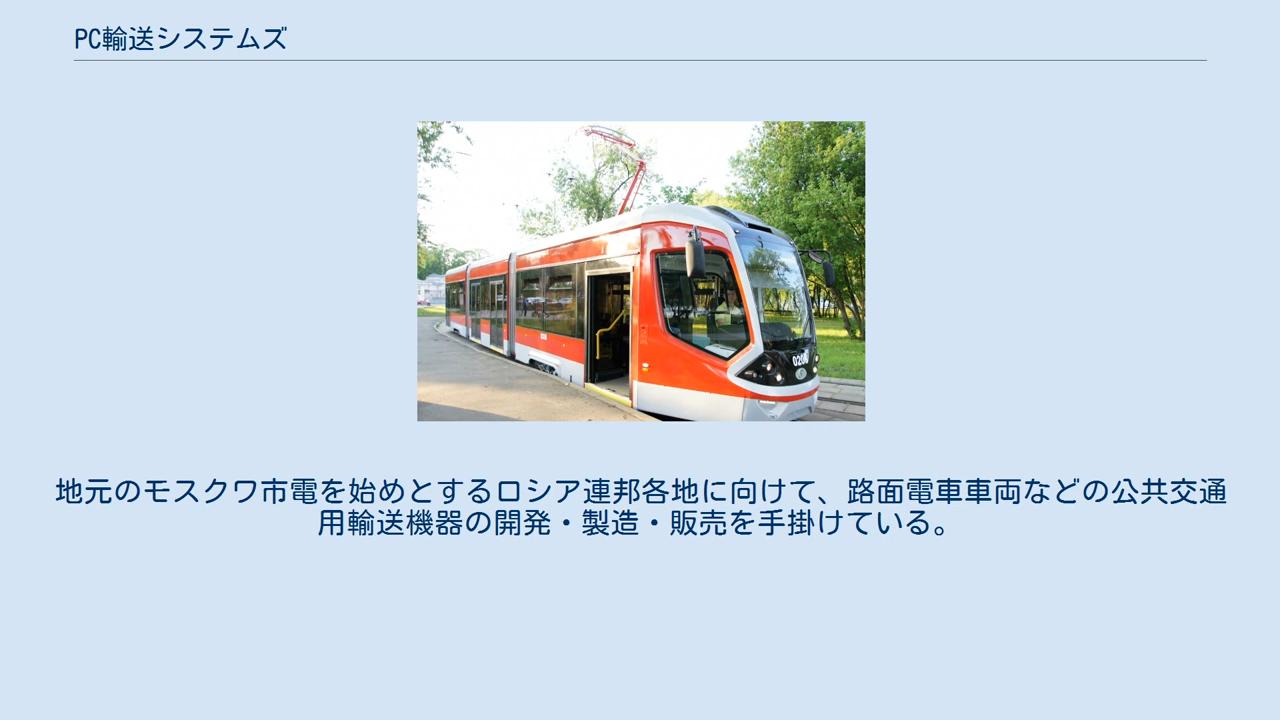 PC輸送システムズ
地元のモスクワ市電を始めとするロシア連邦各地に向けて、路面電車車両などの公共交通
用輸送機器の開発・製造・販売を手掛けている。